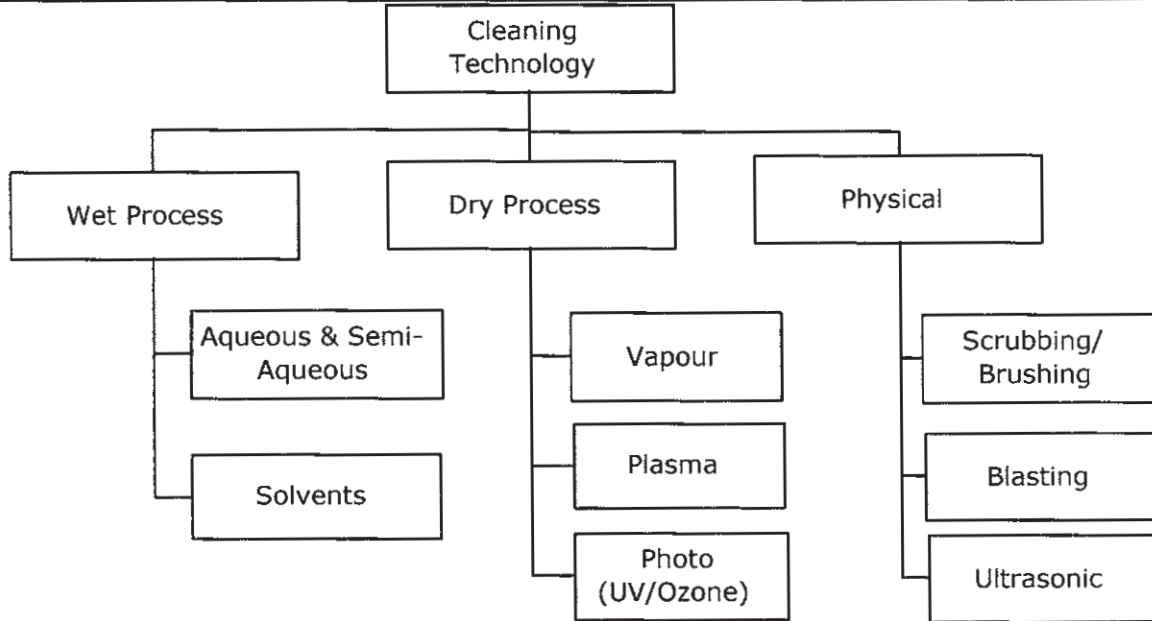 Cleaning
Technology
Wet Process
Dry Process
Physical
Aqueous & Semi-
Aqueous
Solvents
Vapour
Plasma
Photo
(UV/Ozone)
Scrubbing/
Brushing
Blasting
Ultrasonic